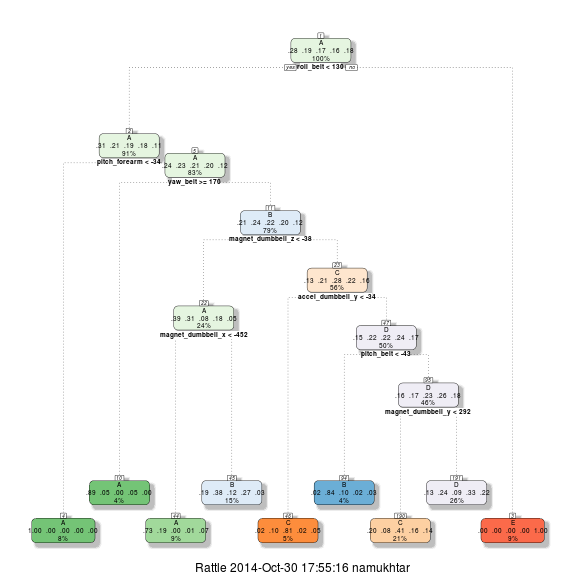 1
A
.28 .19 .17 .16 .18
100%
yes roll_belt < 130 no
2
A
.31 .21 .19 .18 .11
91%
pitch_forearm < -34
5
A
.24 .23 .21 .20 .12
83%
yaw_belt >= 170
11
B
.21 .24 .22 .20 .12
79%
magnet_dumbbell_z < -38
23
C
.13 .21 .28 .22 .16
56%
accel_dumbbell_y < -34
22
A
.39 .31 .08 .18 .05
24%
magnet_dumbbell_x < -452
47
D
.15 .22 .22 .24 .17
50%
pitch_belt < -43
95
D
.16 .17 .23 .26 .18
46%
magnet_dumbbell_y < 292
10
A
.89 .05 .00 .05 .00
4%
45
B
.19 .38 .12 .27 .03
15%
94
B
.02 .84 .10 .02 .03
4%
191
D
.13 .24 .09 .33 .22
26%
4
A
1.00 .00 .00 .00 .00
8%
44
A
.73 .19 .00 .01 .07
9%
46
C
.02 .10 .81 .02 .05
5%
190
C
.20 .08 .41 .16 .14
21%
3
E
.00 .00 .00 .00 1.00
9%
Rattle 2014-Oct-30 17:55:16 namukhtar